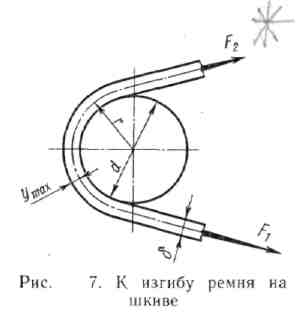 F₂
r
d
yₘₐₓ
δ
F₁
Рис. 7. К изгибу ремня на
шкиве